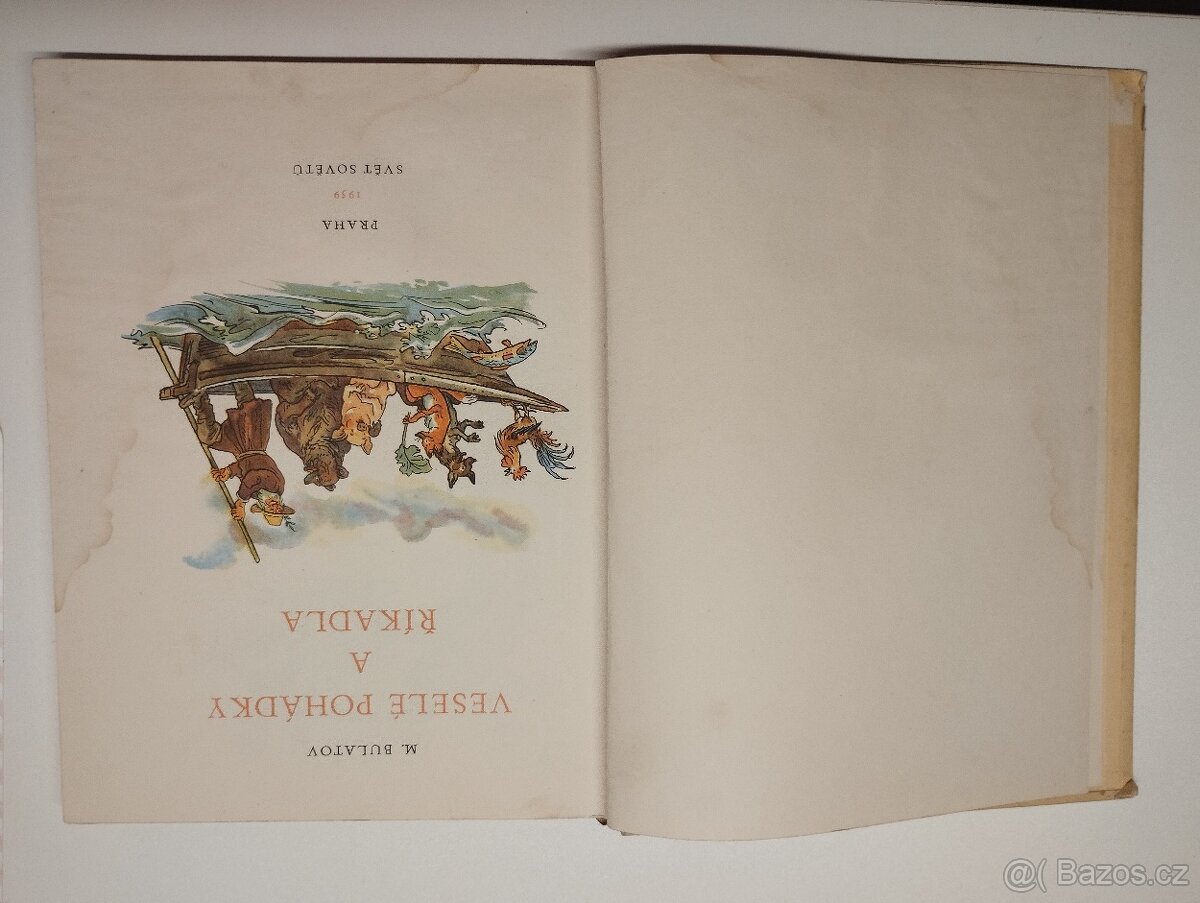 M. BULATOV
VESELÉ POHÁDKY
A
ŘÍKADLA
PRAHA
1959
SVĚT SOVĚTŮ
@( Bazos.cz